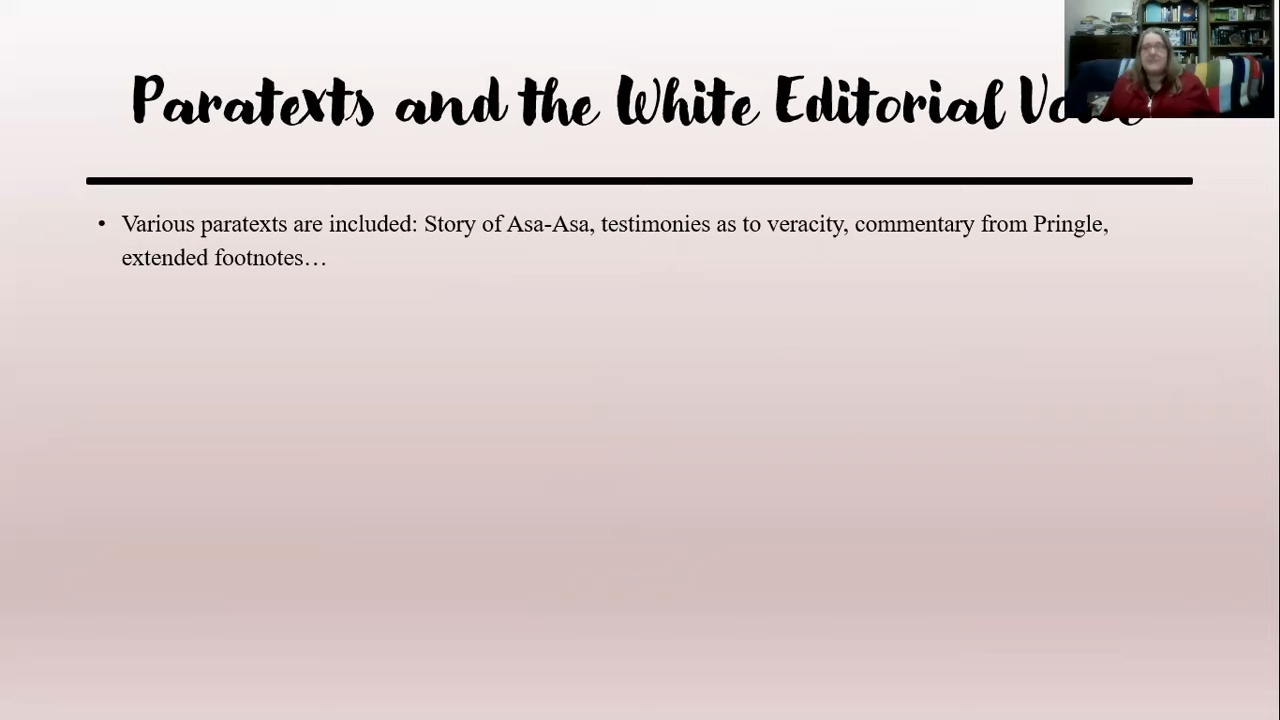 Paratexts and the White Editorial
• Various paratexts are included: Story of Asa-Asa, testimonies as to veracity, commentary from Pringle,
extended footnotes…